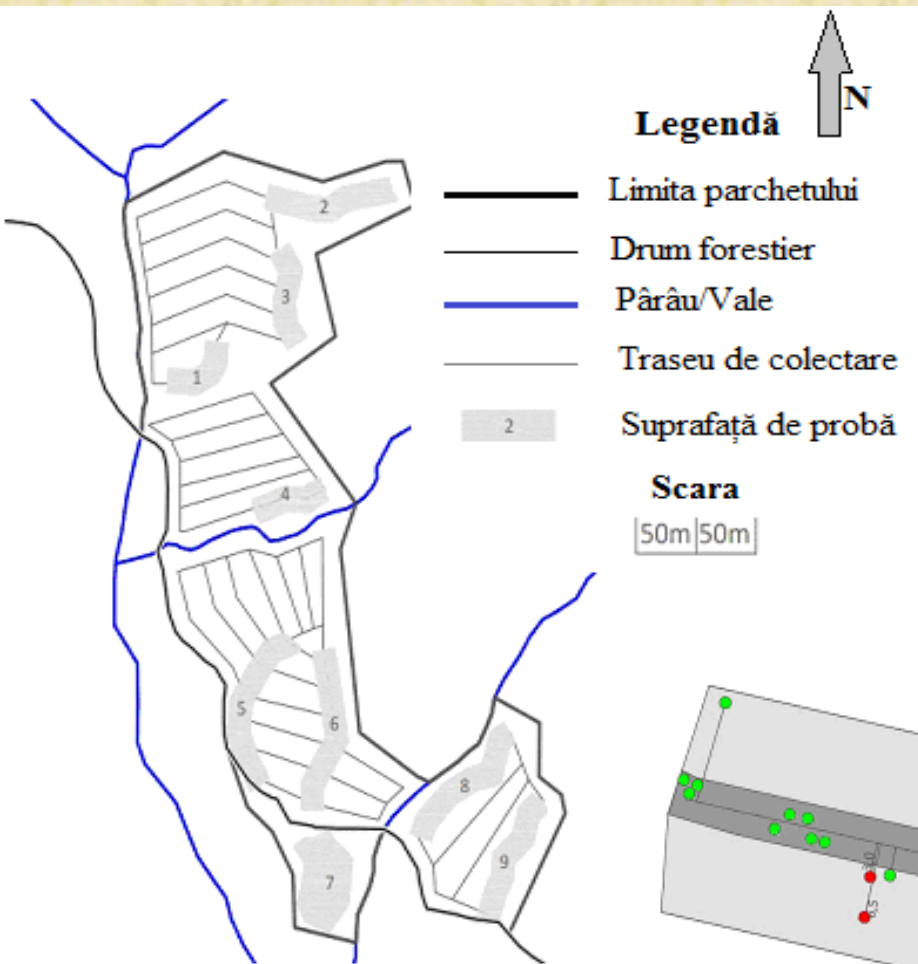 N
Legendă
Limita parchetului
Drum forestier
Pârâu/Vale
Traseu de colectare
2 Suprafață de probă
Scara
50m 50m
2
3
1
4
5
6
8
9
7